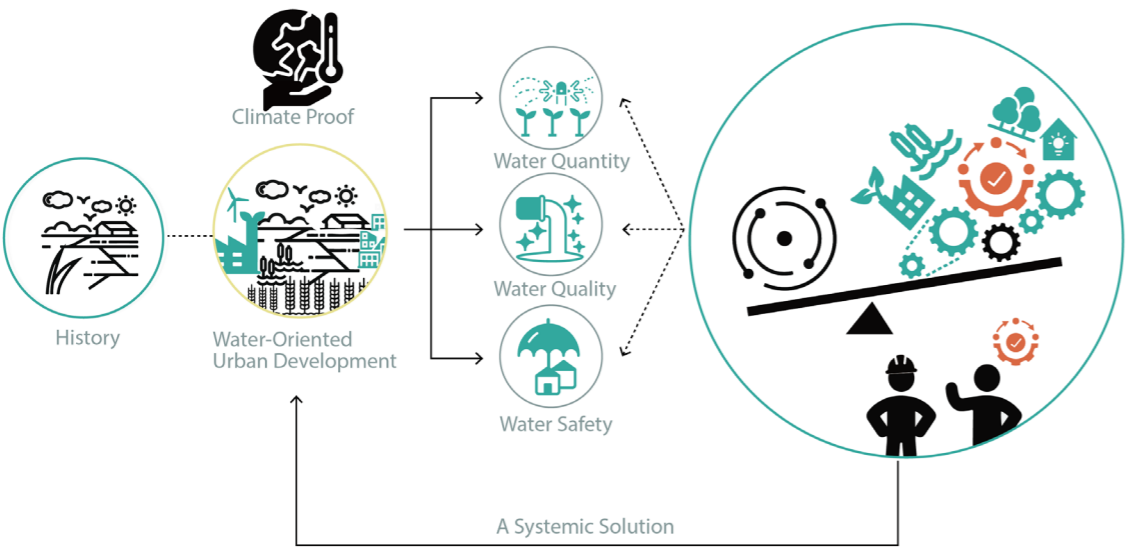 Climate Proof
Water Quantity
History
Water-Oriented
Urban Development
Water Quality
Water Safety
A Systemic Solution